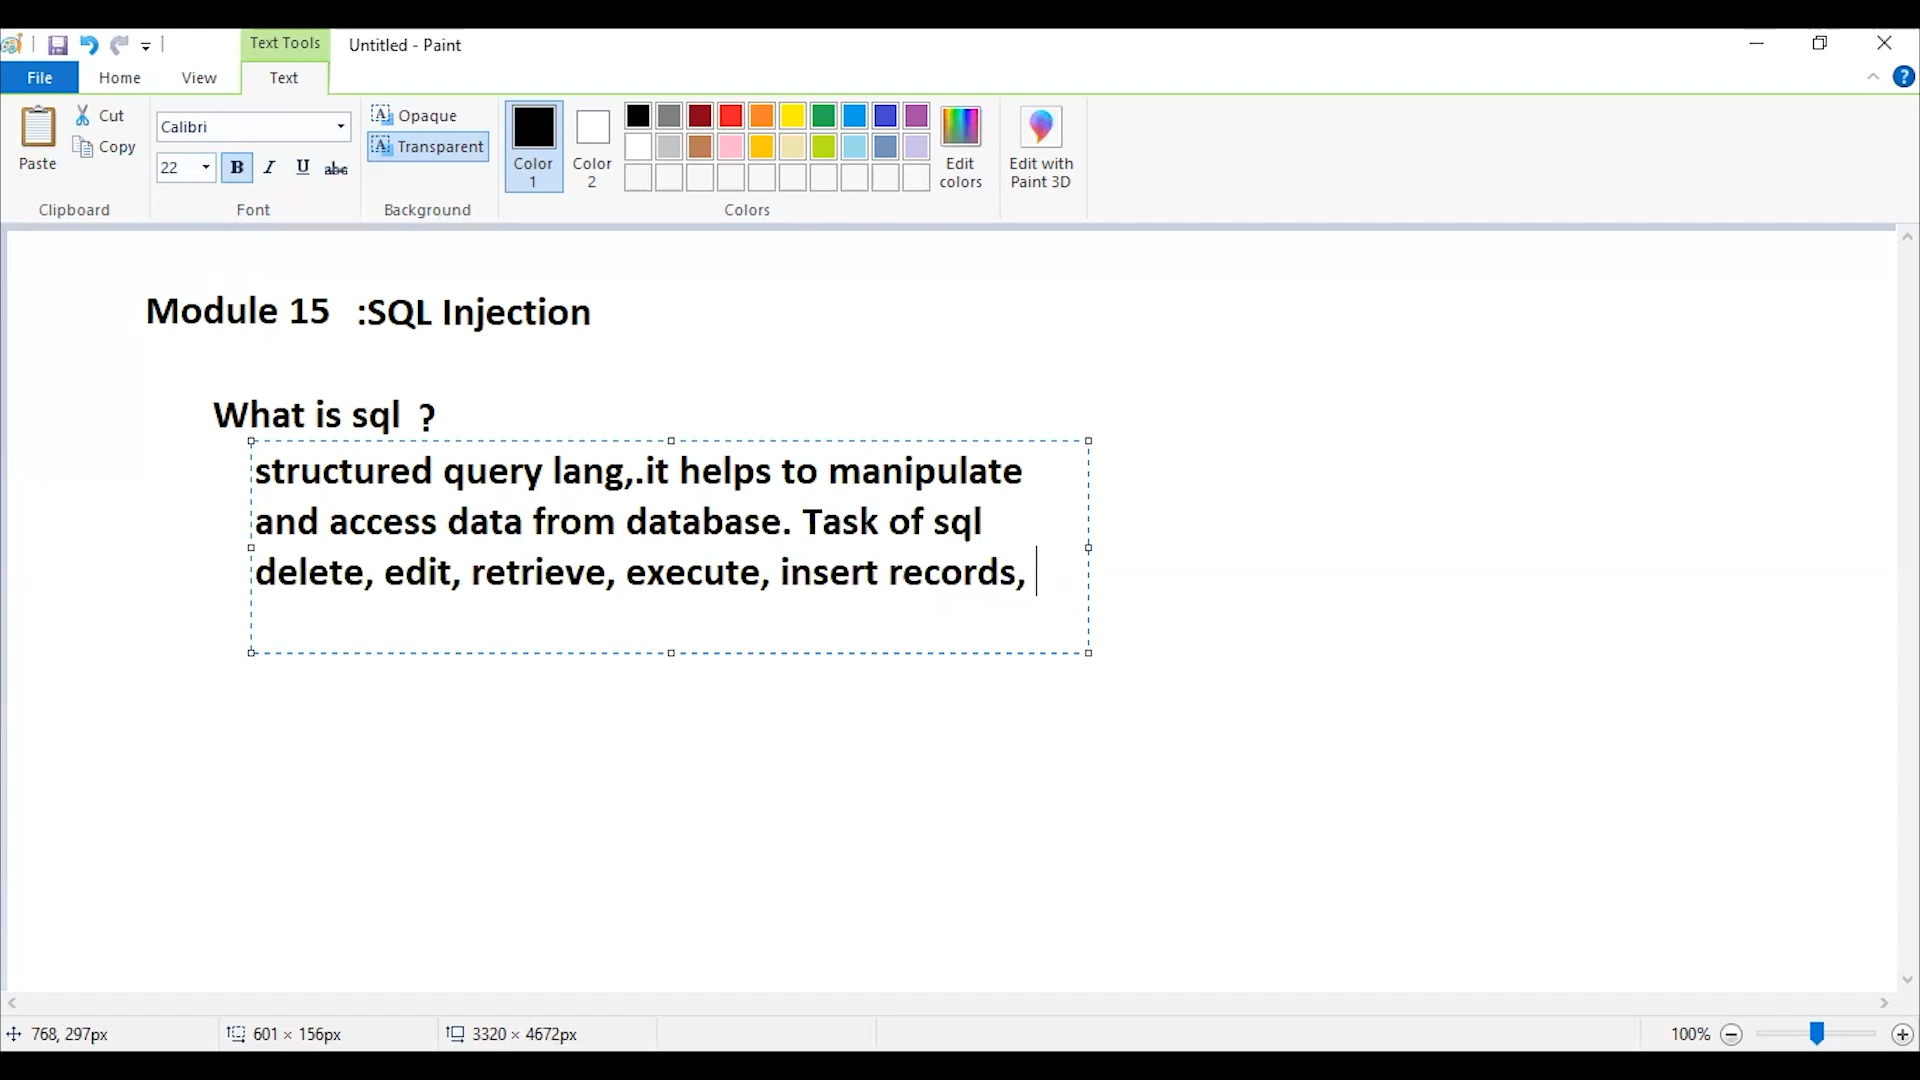 Text Tools
Untitled - Paint
File
Home
View
Text
Paste
Cut
Copy
Clipboard
Calibri
22
B
I
U
abc
Font
Opaque
Transparent
Background
Color
1
Color
2
Colors
Edit
colors
Edit with
Paint 3D
Module 15 :SQL Injection
What is sql ?
structured query lang,.it helps to manipulate
and access data from database. Task of sql
delete, edit, retrieve, execute, insert records,
768, 297px
601 × 156px
3320 × 4672px
100%